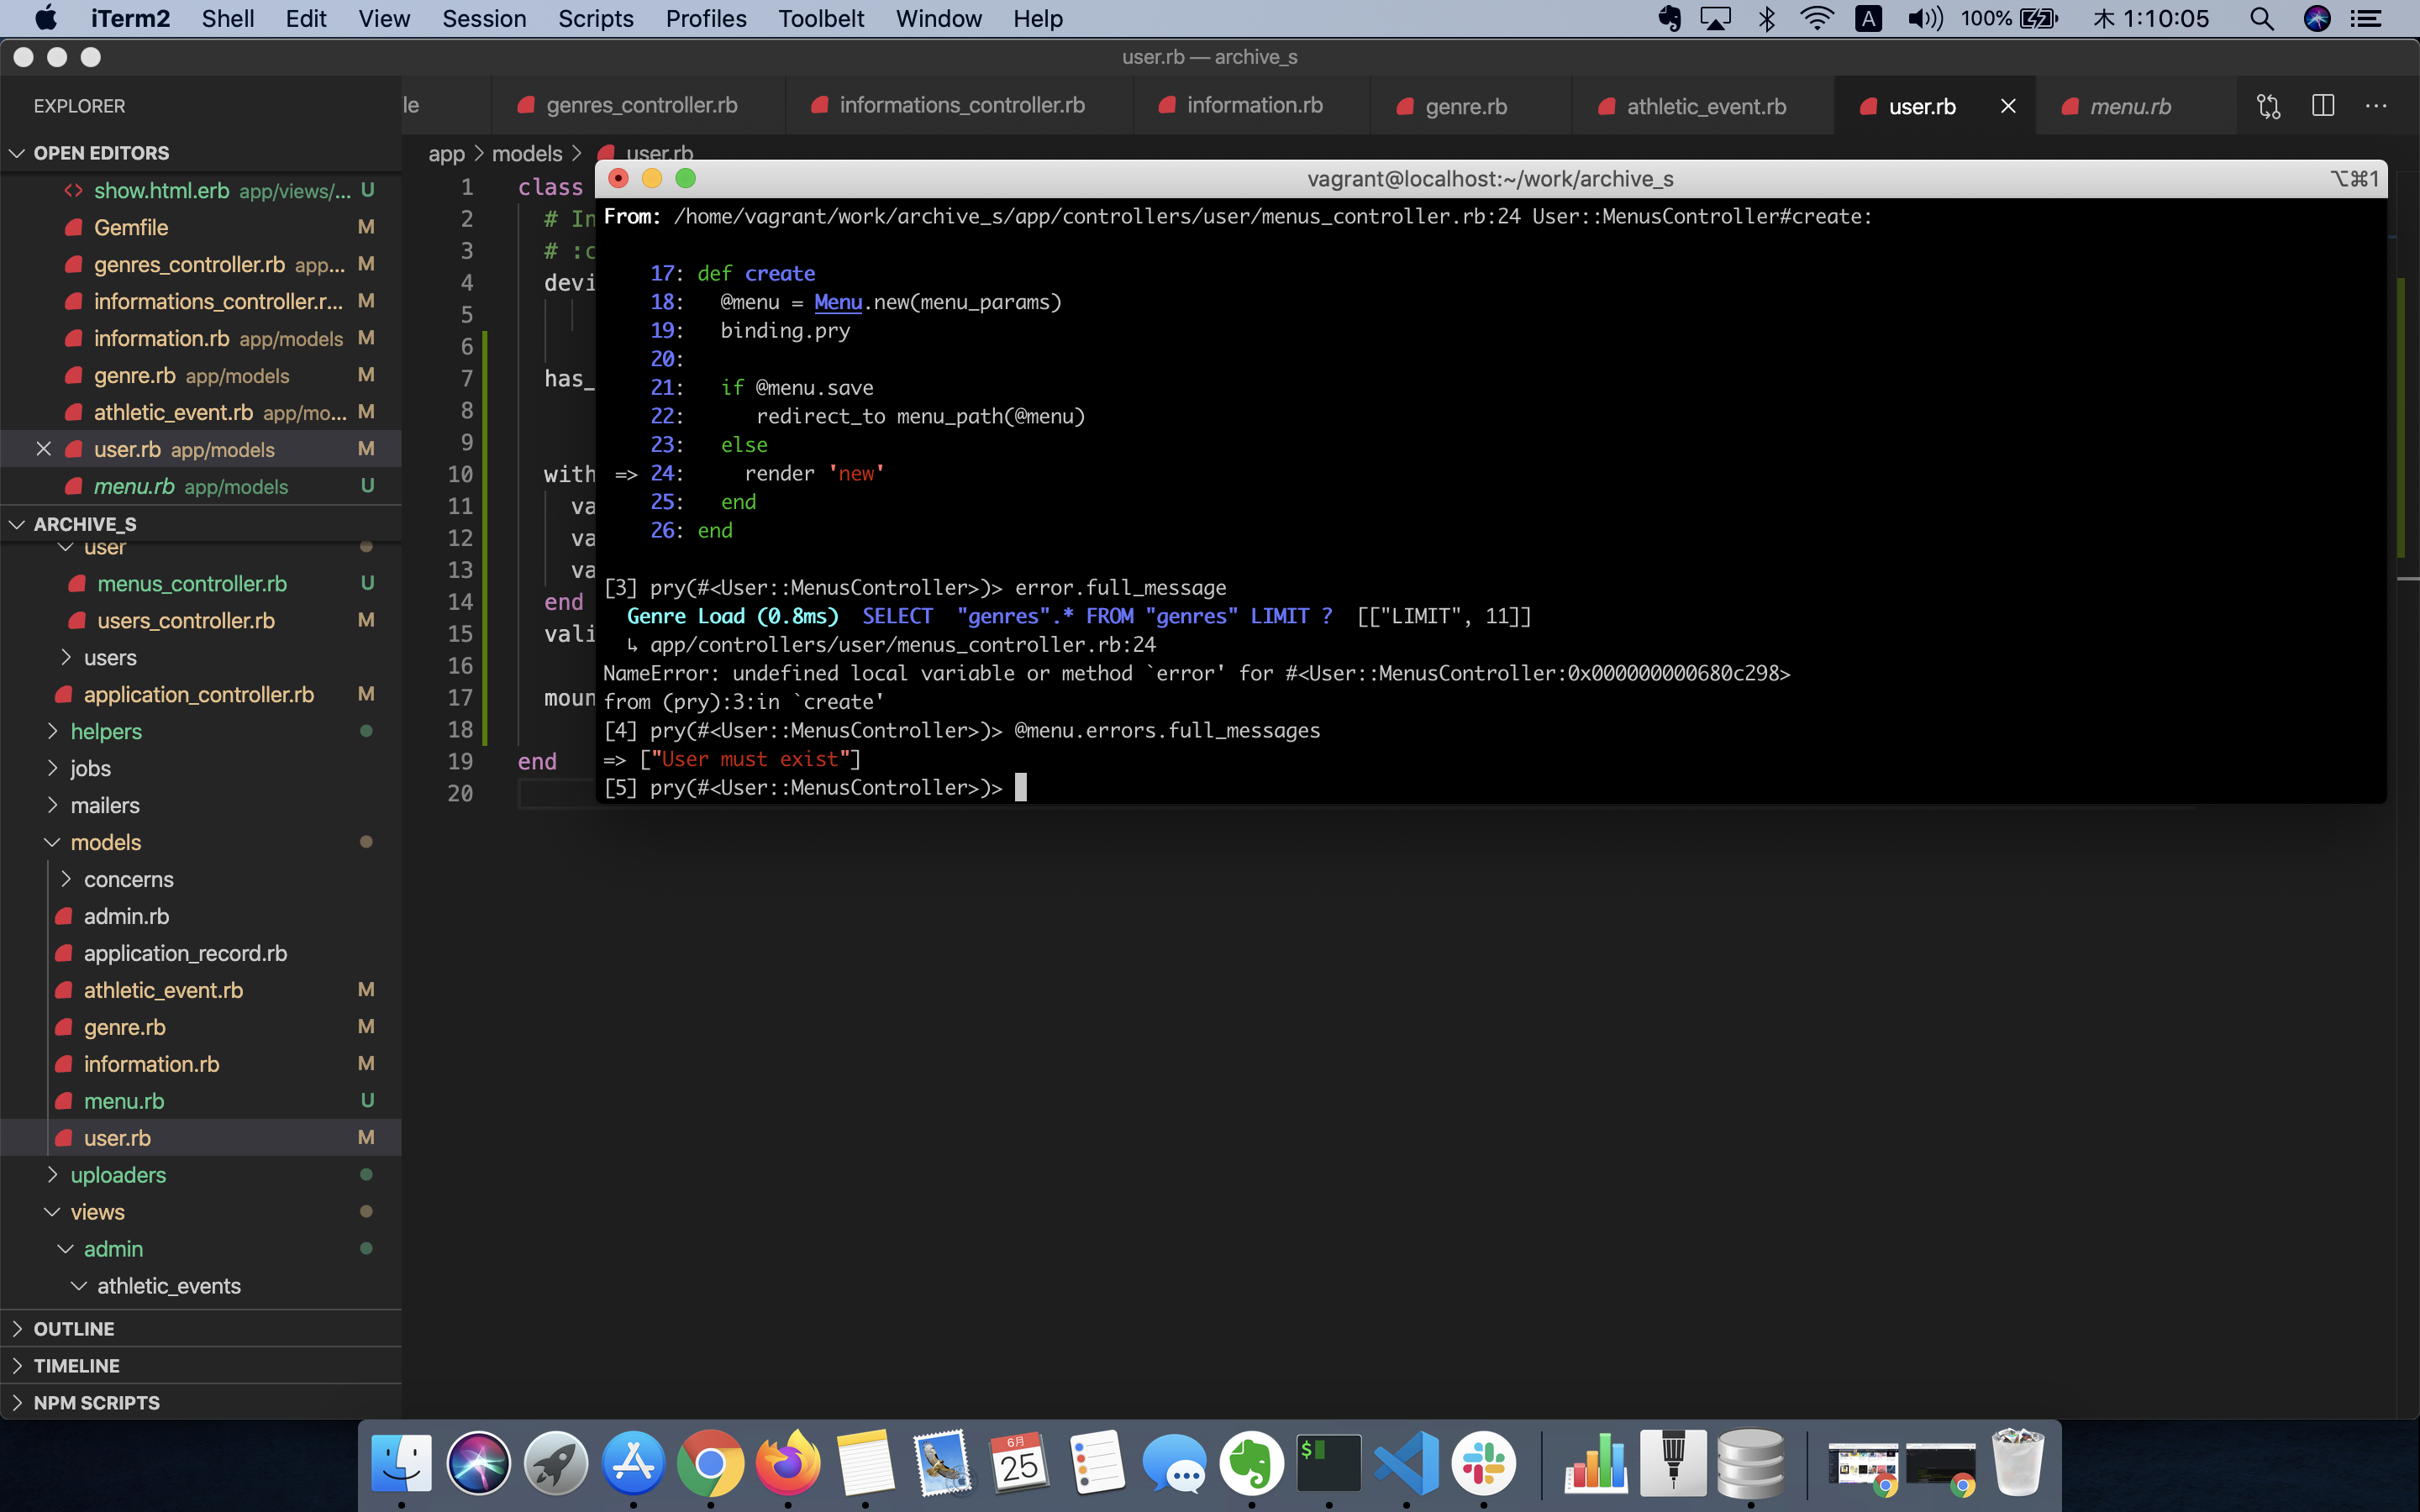 iTerm2 Shell Edit View Session Scripts Profiles Toolbelt Window Help A 100% 木 1:10:05
user.rb — archive_s
EXPLORER
le genres_controller.rb informations_controller.rb information.rb genre.rb athletic_event.rb user.rb menu.rb
OPEN EDITORS
show.html.erb app/views/... U
Gemfile M
genres_controller.rb app... M
informations_controller.r... M
information.rb app/models M
genre.rb app/models M
athletic_event.rb app/mo... M
user.rb app/models M
menu.rb app/models U
ARCHIVE_S
user
menus_controller.rb U
users_controller.rb M
users
application_controller.rb M
helpers
jobs
mailers
models
concerns
admin.rb
application_record.rb
athletic_event.rb M
genre.rb M
information.rb M
menu.rb U
user.rb M
uploaders
views
admin
athletic_events
OUTLINE
TIMELINE
NPM SCRIPTS
app > models > user.rb
1 class
2 # In
3 # :c
4 devi
5
6
7 has_
8
9
10 with
11 va
12 va
13 va
14 end
15 vali
16
17 moun
18
19 end
20
vagrant@localhost:~/work/archive_s ⌥⌘1
From: /home/vagrant/work/archive_s/app/controllers/user/menus_controller.rb:24 User::MenusController#create:
17: def create
18: @menu = Menu.new(menu_params)
19: binding.pry
20:
21: if @menu.save
22: redirect_to menu_path(@menu)
23: else
=> 24: render 'new'
25: end
26: end
[3] pry(#<User::MenusController>)> error.full_message
Genre Load (0.8ms) SELECT "genres".* FROM "genres" LIMIT ? [["LIMIT", 11]]
↳ app/controllers/user/menus_controller.rb:24
NameError: undefined local variable or method `error' for #<User::MenusController:0x000000000680c298>
from (pry):3:in `create'
[4] pry(#<User::MenusController>)> @menu.errors.full_messages
=> ["User must exist"]
[5] pry(#<User::MenusController>)>
6月
25
$